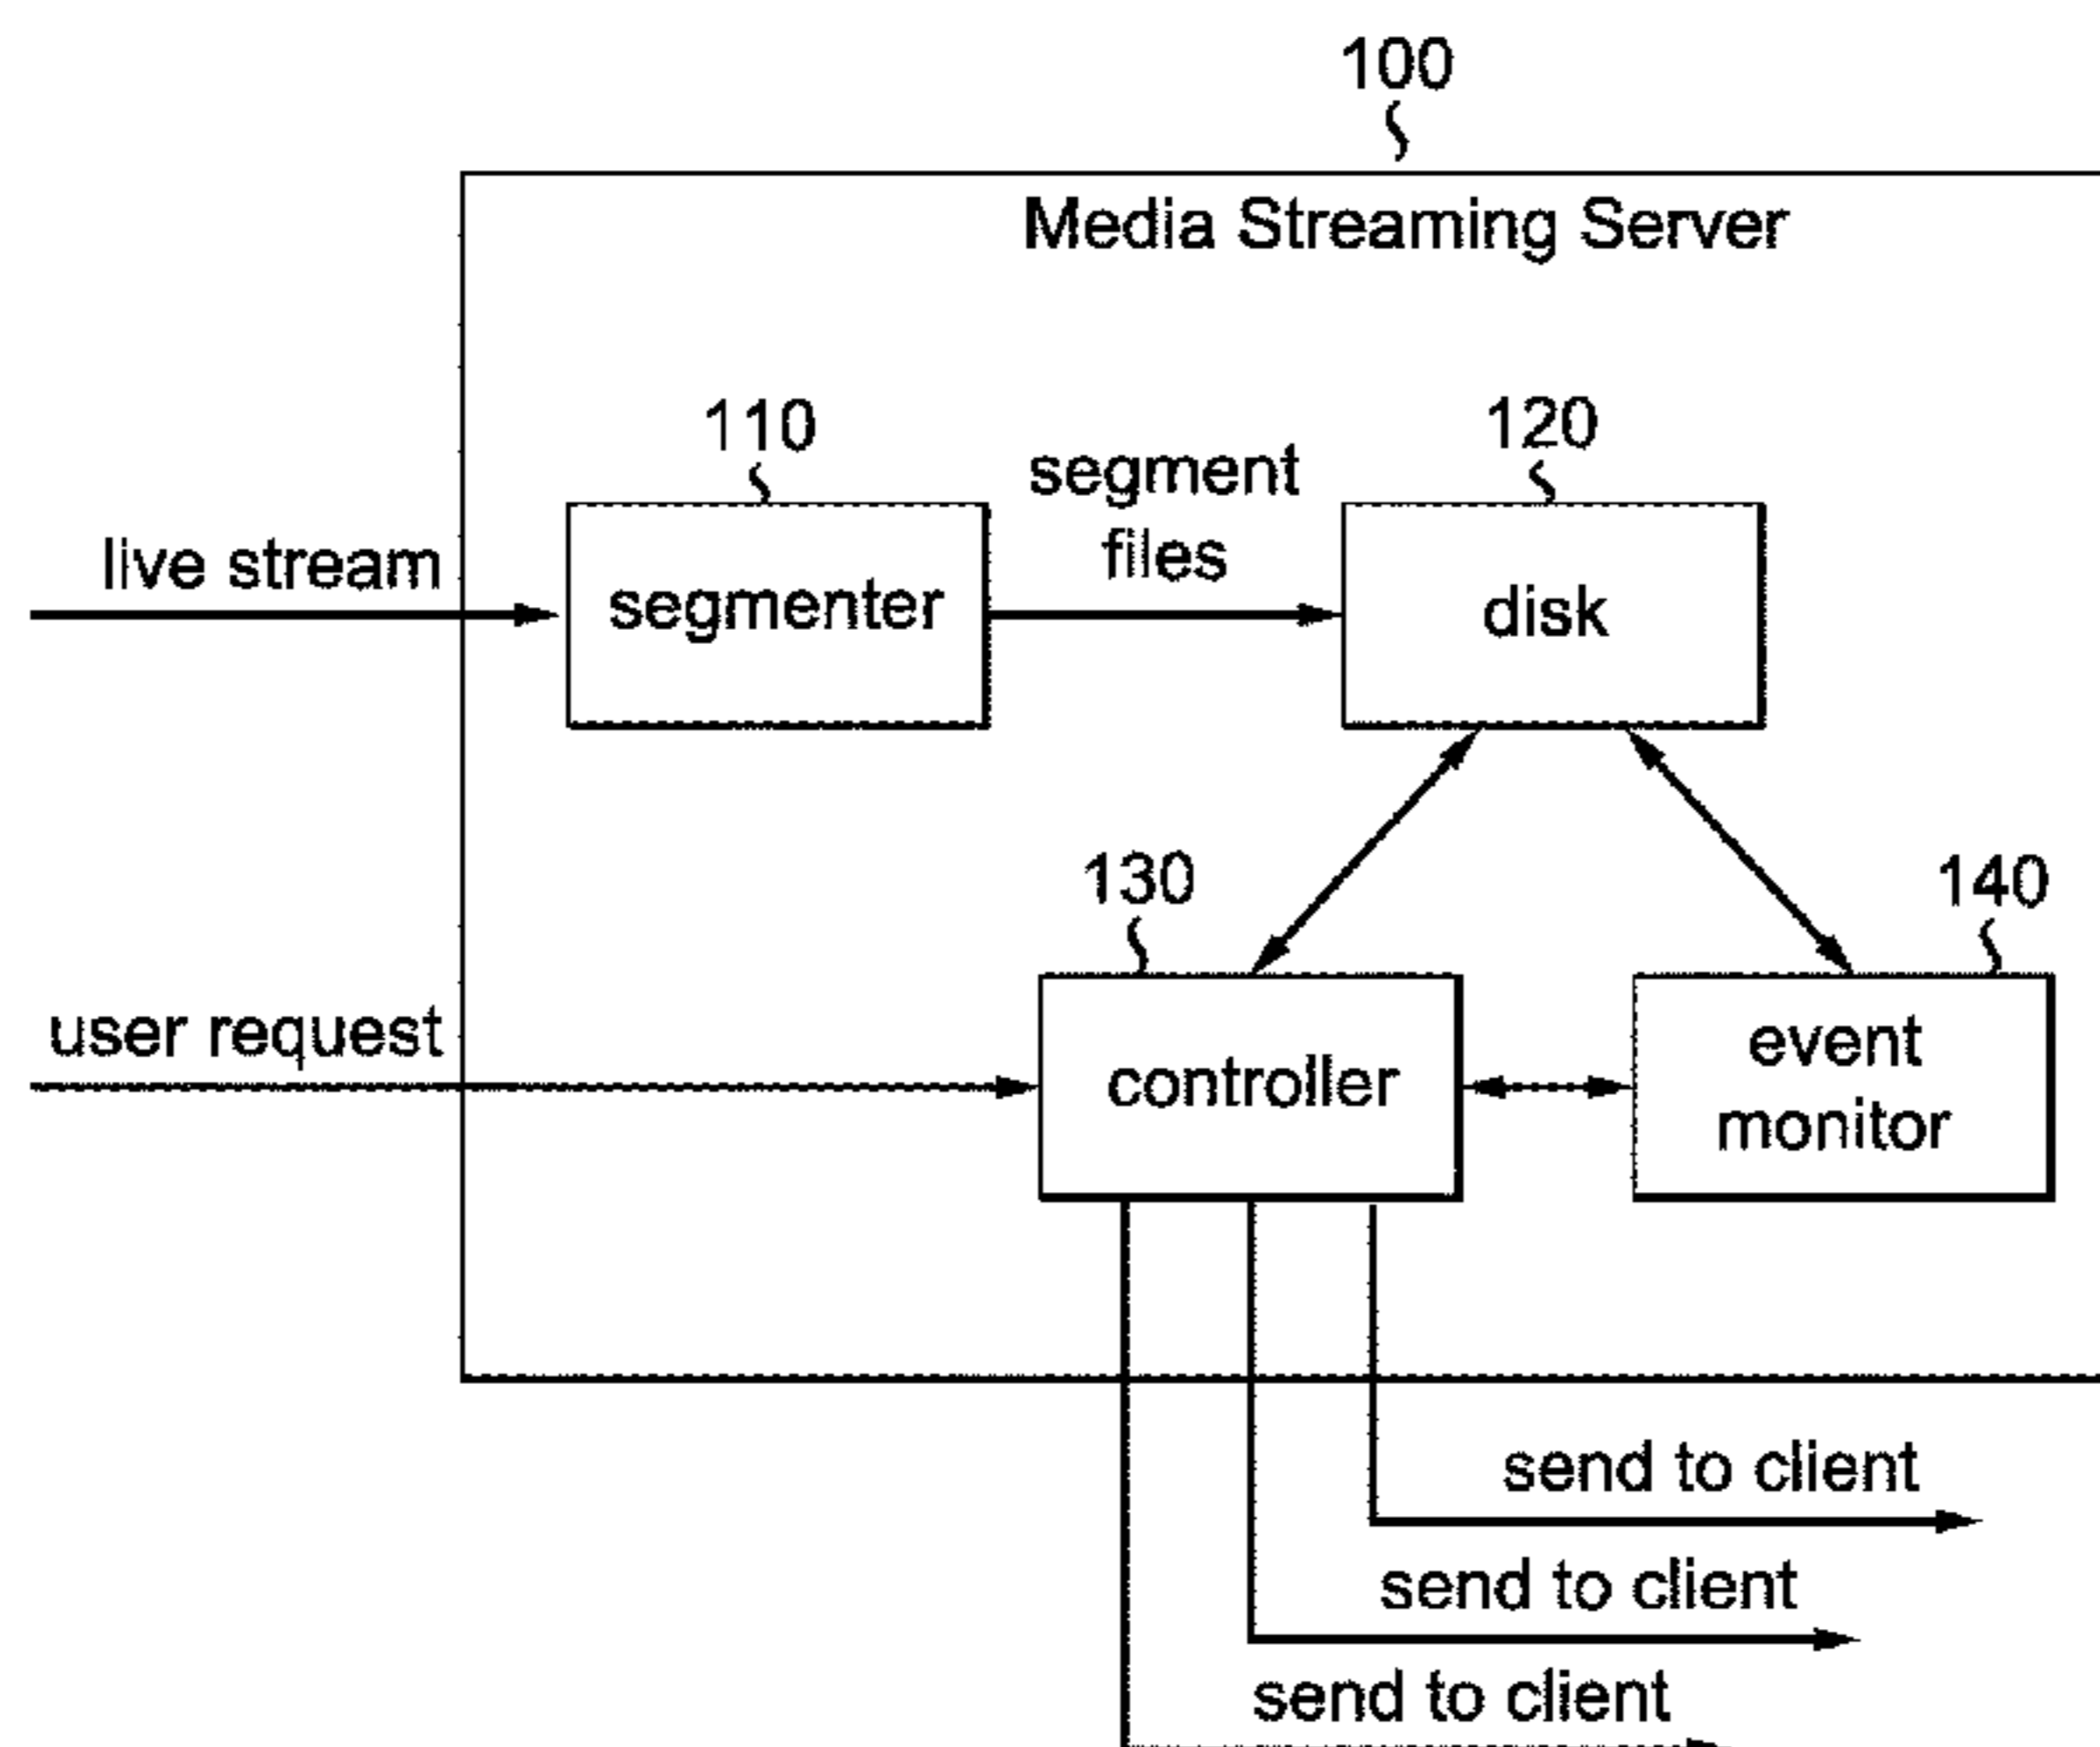 100
Media Streaming Server
110
120
segment
files
live stream
segmenter
disk
130
140
user request
controller
event
monitor
send to client
send to client
send to client